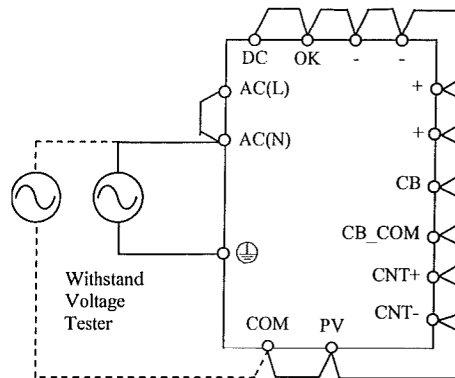 DC OK - -
AC(L)
+
AC(N)
+
CB
CB_COM
CNT+
CNT-
Withstand
Voltage
Tester
COM PV